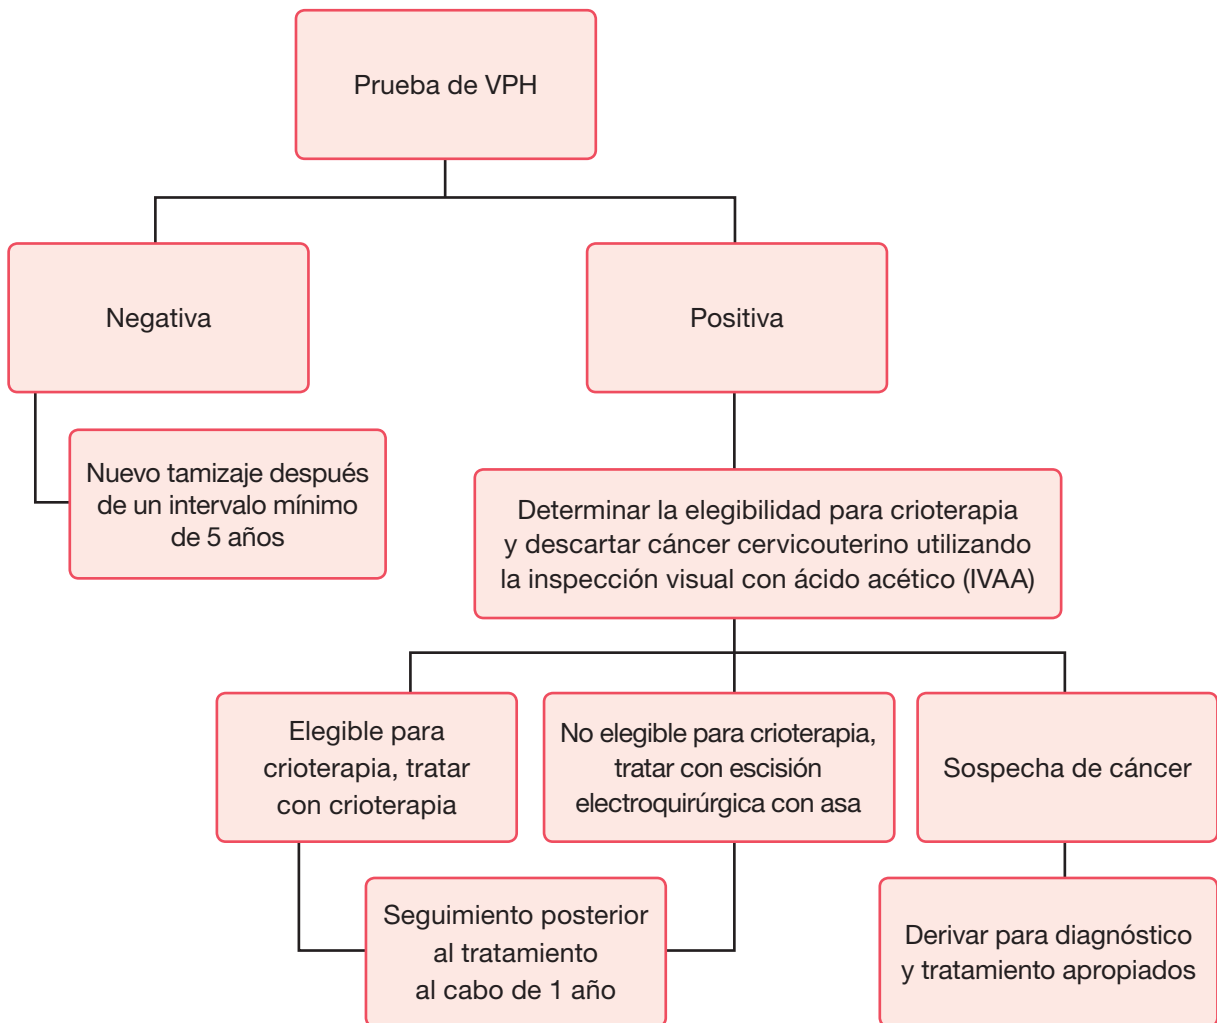 Prueba de VPH
Negativa
Positiva
Nuevo tamizaje después
de un intervalo mínimo
de 5 años
Determinar la elegibilidad para crioterapia
y descartar cáncer cervicouterino utilizando
la inspección visual con ácido acético (IVAA)
Elegible para
crioterapia, tratar
con crioterapia
No elegible para crioterapia,
tratar con escisión
electroquirúrgica con asa
Sospecha de cáncer
Seguimiento posterior
al tratamiento
al cabo de 1 año
Derivar para diagnóstico
y tratamiento apropiados